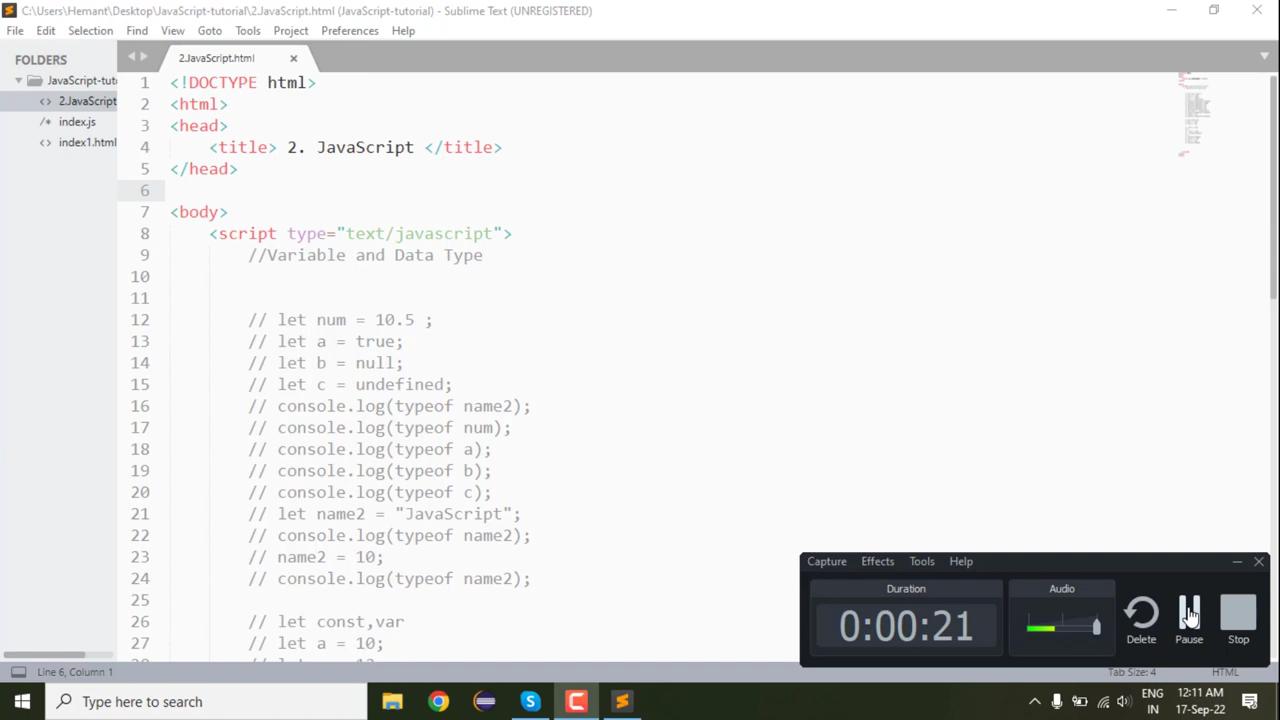 C:\Users\Hemant\Desktop\JavaScript-tutorial\2.JavaScript.html (JavaScript-tutorial) - Sublime Text (UNREGISTERED)
File Edit Selection Find View Goto Tools Project Preferences Help
FOLDERS
JavaScript-tut
2.JavaScript
index.js
index1.html
2.JavaScript.html
1 <!DOCTYPE html>
2 <html>
3 <head>
4 <title> 2. JavaScript </title>
5 </head>
6
7 <body>
8 <script type="text/javascript">
9 //Variable and Data Type
10
11
12 // let num = 10.5 ;
13 // let a = true;
14 // let b = null;
15 // let c = undefined;
16 // console.log(typeof name2);
17 // console.log(typeof num);
18 // console.log(typeof a);
19 // console.log(typeof b);
20 // console.log(typeof c);
21 // let name2 = "JavaScript";
22 // console.log(typeof name2);
23 // name2 = 10;
24 // console.log(typeof name2);
25
26 // let const,var
27 // let a = 10;
Capture Effects Tools Help
Duration
0:00:21
Audio
Delete
Pause
Stop
Line 6, Column 1
Tab Size: 4
HTML
Type here to search
ENG
IN
12:11 AM
17-Sep-22